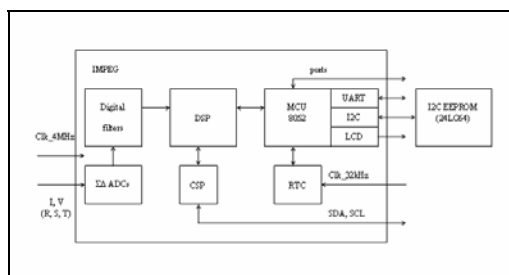 IMPEG
ports
Digital
filters
DSP
MCU
8052
UART
I2C
LCD
I2C EEPROM
(24LC64)
Clk_4MHz
ΣΔ ADCs
CSP
RTC
Clk_32kHz
I, V
(R, S, T)
SDA, SCL